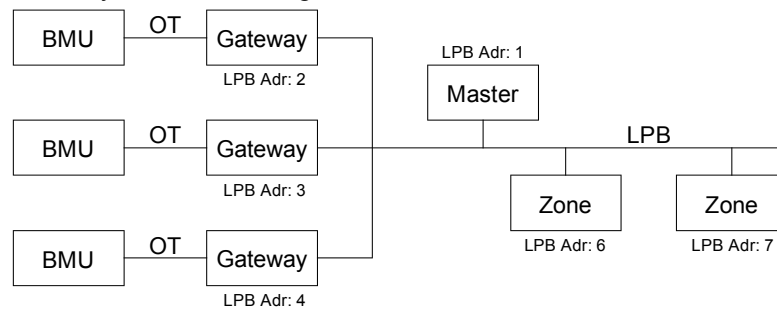 BMU OT Gateway
LPB Adr: 2
LPB Adr: 1
Master
BMU OT Gateway
LPB Adr: 3
LPB
Zone
LPB Adr: 6
Zone
LPB Adr: 7
BMU OT Gateway
LPB Adr: 4